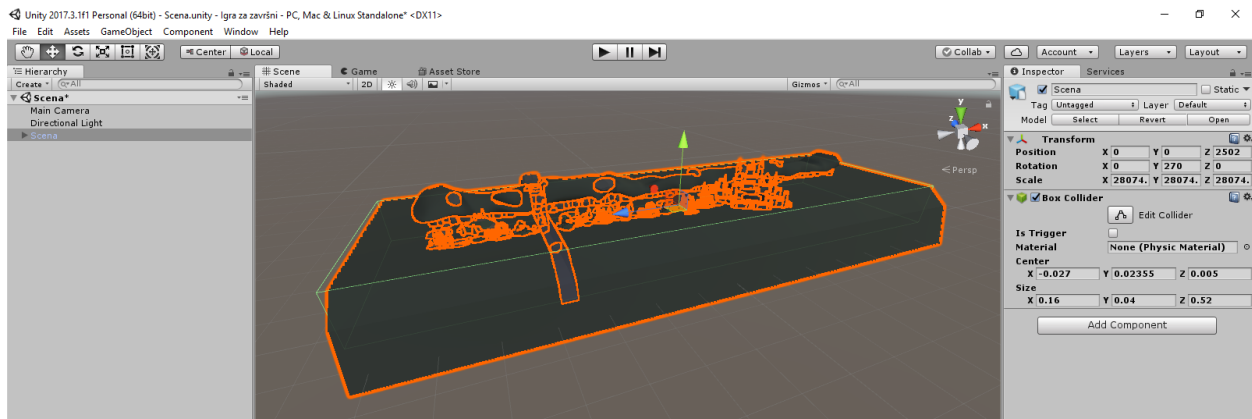 Unity 2017.3.1f1 Personal (64bit) - Scena.unity - Igra za završni - PC, Mac & Linux Standalone* <DX11>
File Edit Assets GameObject Component Window Help
Center Local Collab Account Layers Layout
Hierarchy
Create All
Scena*
Main Camera
Directional Light
Scena
Scene Game Asset Store
Shaded 2D Gizmos All
y
z x
Persp
Inspector Services
Scena Static
Tag Untagged Layer Default
Model Select Revert Open
Transform
Position X 0 Y 0 Z 2502
Rotation X 0 Y 270 Z 0
Scale X 28074. Y 28074. Z 28074.
Box Collider
Edit Collider
Is Trigger
Material None (Physic Material)
Center
X -0.027 Y 0.02355 Z 0.005
Size
X 0.16 Y 0.04 Z 0.52
Add Component